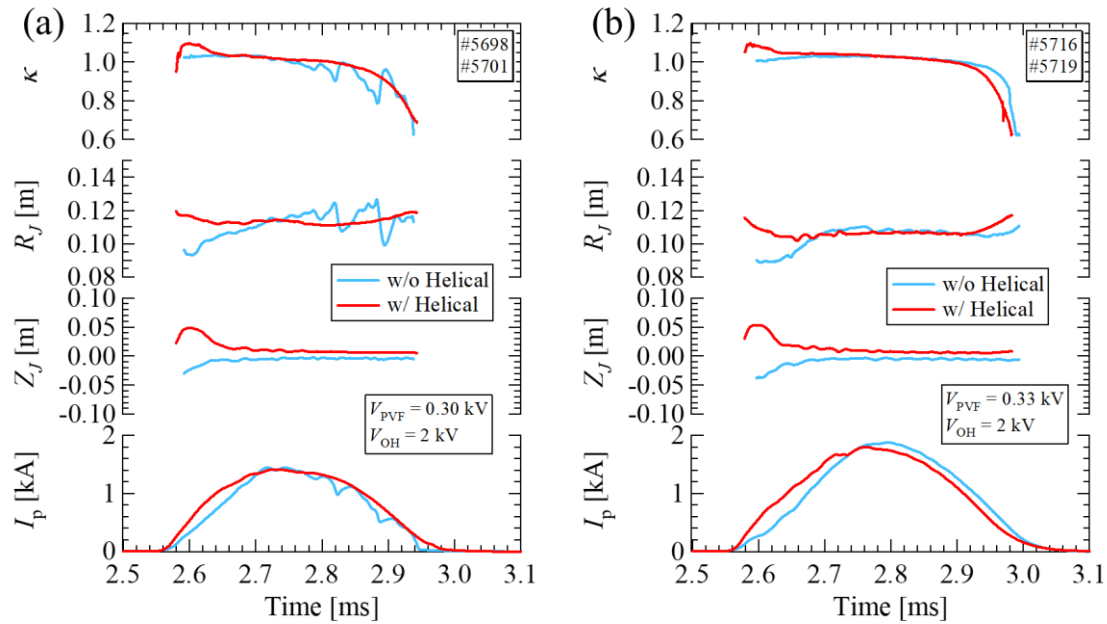 (a)
1.2
1.0
0.8
0.6
κ
#5698
#5701
0.14
0.12
0.10
0.08
R_J [m]
w/o Helical
w/ Helical
0.10
0.05
0.00
-0.05
-0.10
Z_J [m]
V_PVF = 0.30 kV
V_OH = 2 kV
2
1
0
I_p [kA]
2.5 2.6 2.7 2.8 2.9 3.0 3.1
Time [ms]
(b)
1.2
1.0
0.8
0.6
κ
#5716
#5719
0.14
0.12
0.10
0.08
R_J [m]
w/o Helical
w/ Helical
0.10
0.05
0.00
-0.05
-0.10
Z_J [m]
V_PVF = 0.33 kV
V_OH = 2 kV
2
1
0
I_p [kA]
2.5 2.6 2.7 2.8 2.9 3.0 3.1
Time [ms]